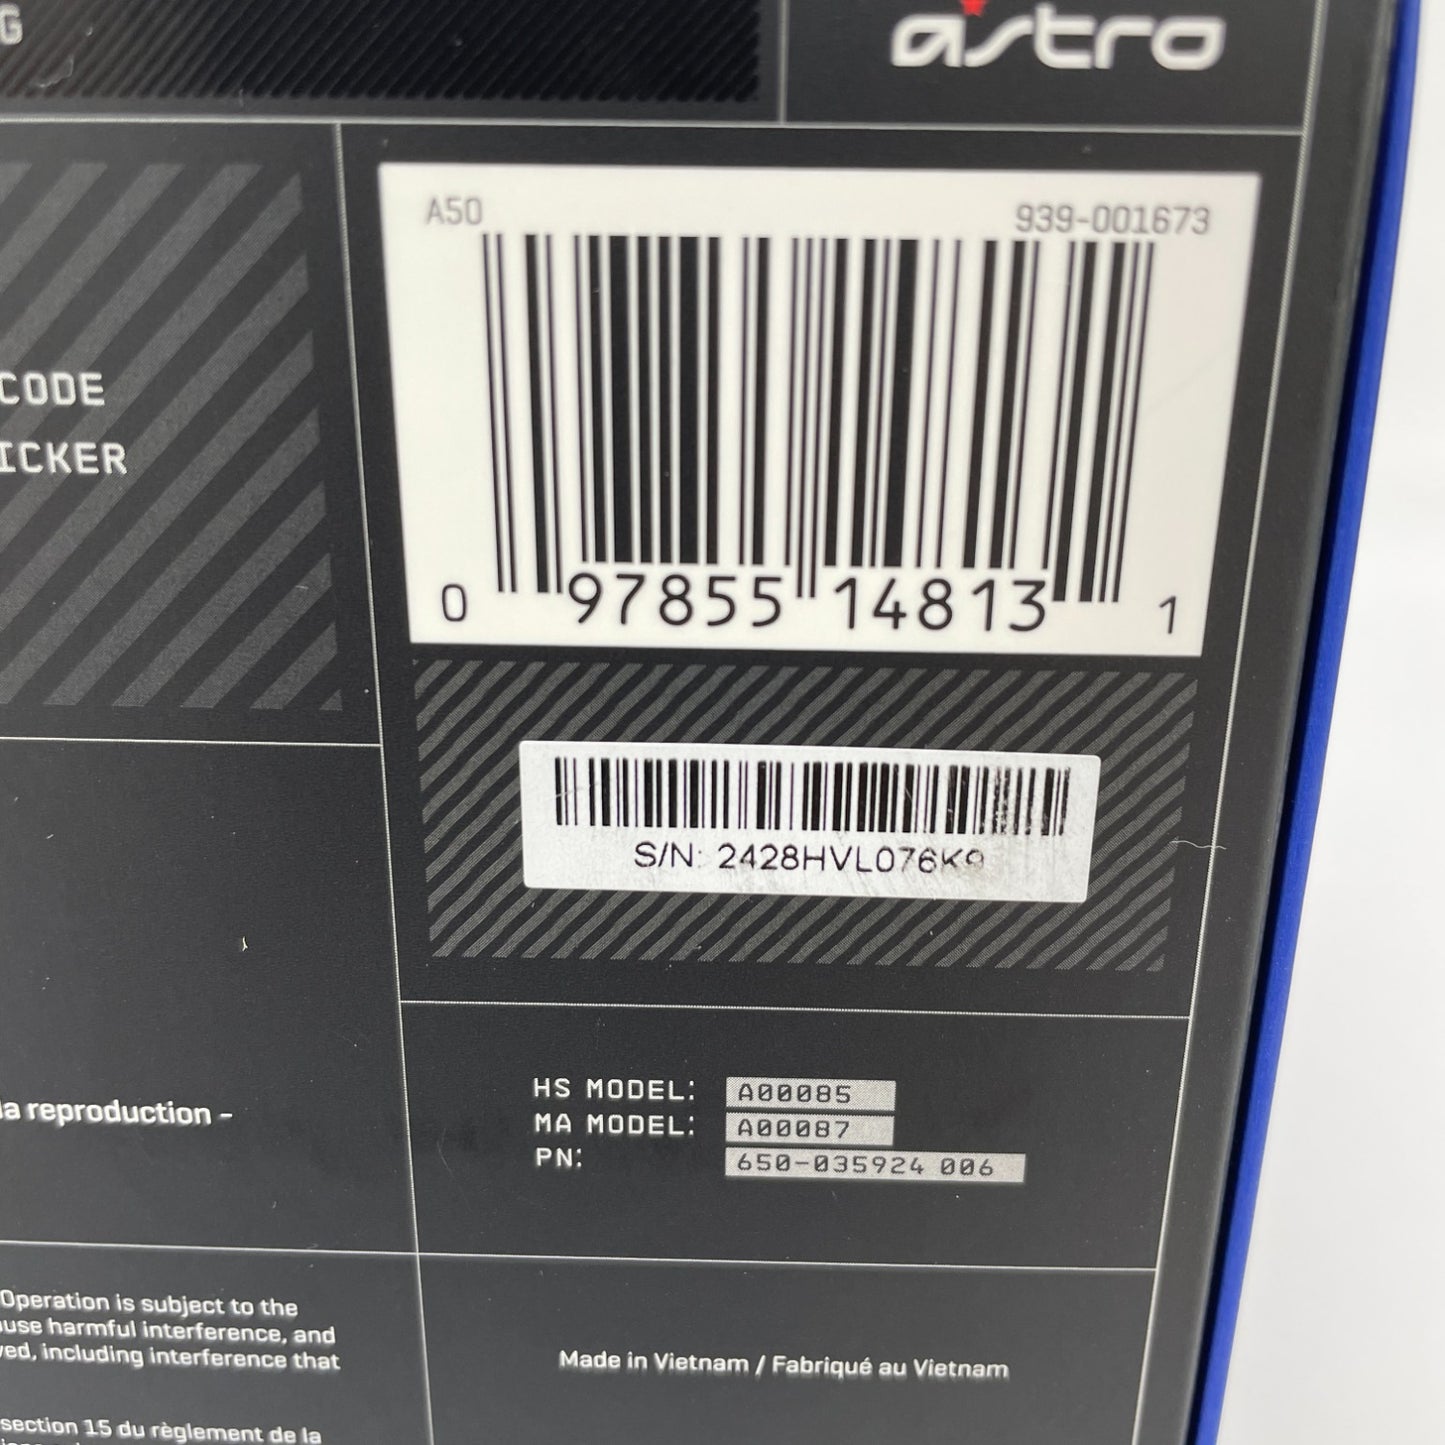 G
astro
A50
939-001673
0 97855 14813 1
CODE
ICKER
S/N: 2428HVL076K9
HS MODEL: A00085
MA MODEL: A00087
PN: 650-035924 006
la reproduction -
Operation is subject to the
use harmful interference, and
ved, including interference that
Made in Vietnam / Fabriqué au Vietnam
section 15 du règlement de la